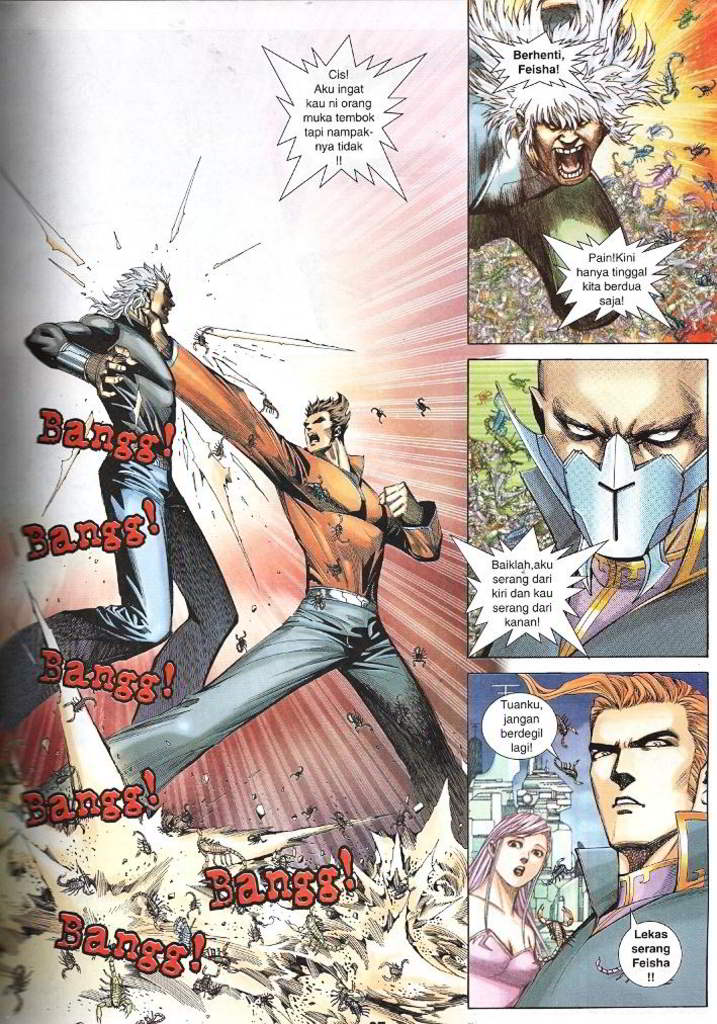 Cis!
Aku ingat
kau ni orang
muka tembok
tapi nampak-
nya tidak
!!
Bangg!
Bangg!
Bangg!
Bangg!
Bangg!
Bangg!
Berhenti,
Feisha!
Pain!Kini
hanya tinggal
kita berdua
saja!
Baiklah,aku
serang dari
kiri dan kau
serang dari
kanan!
Tuanku,
jangan
berdegil
lagi!
Lekas
serang
Feisha
!!